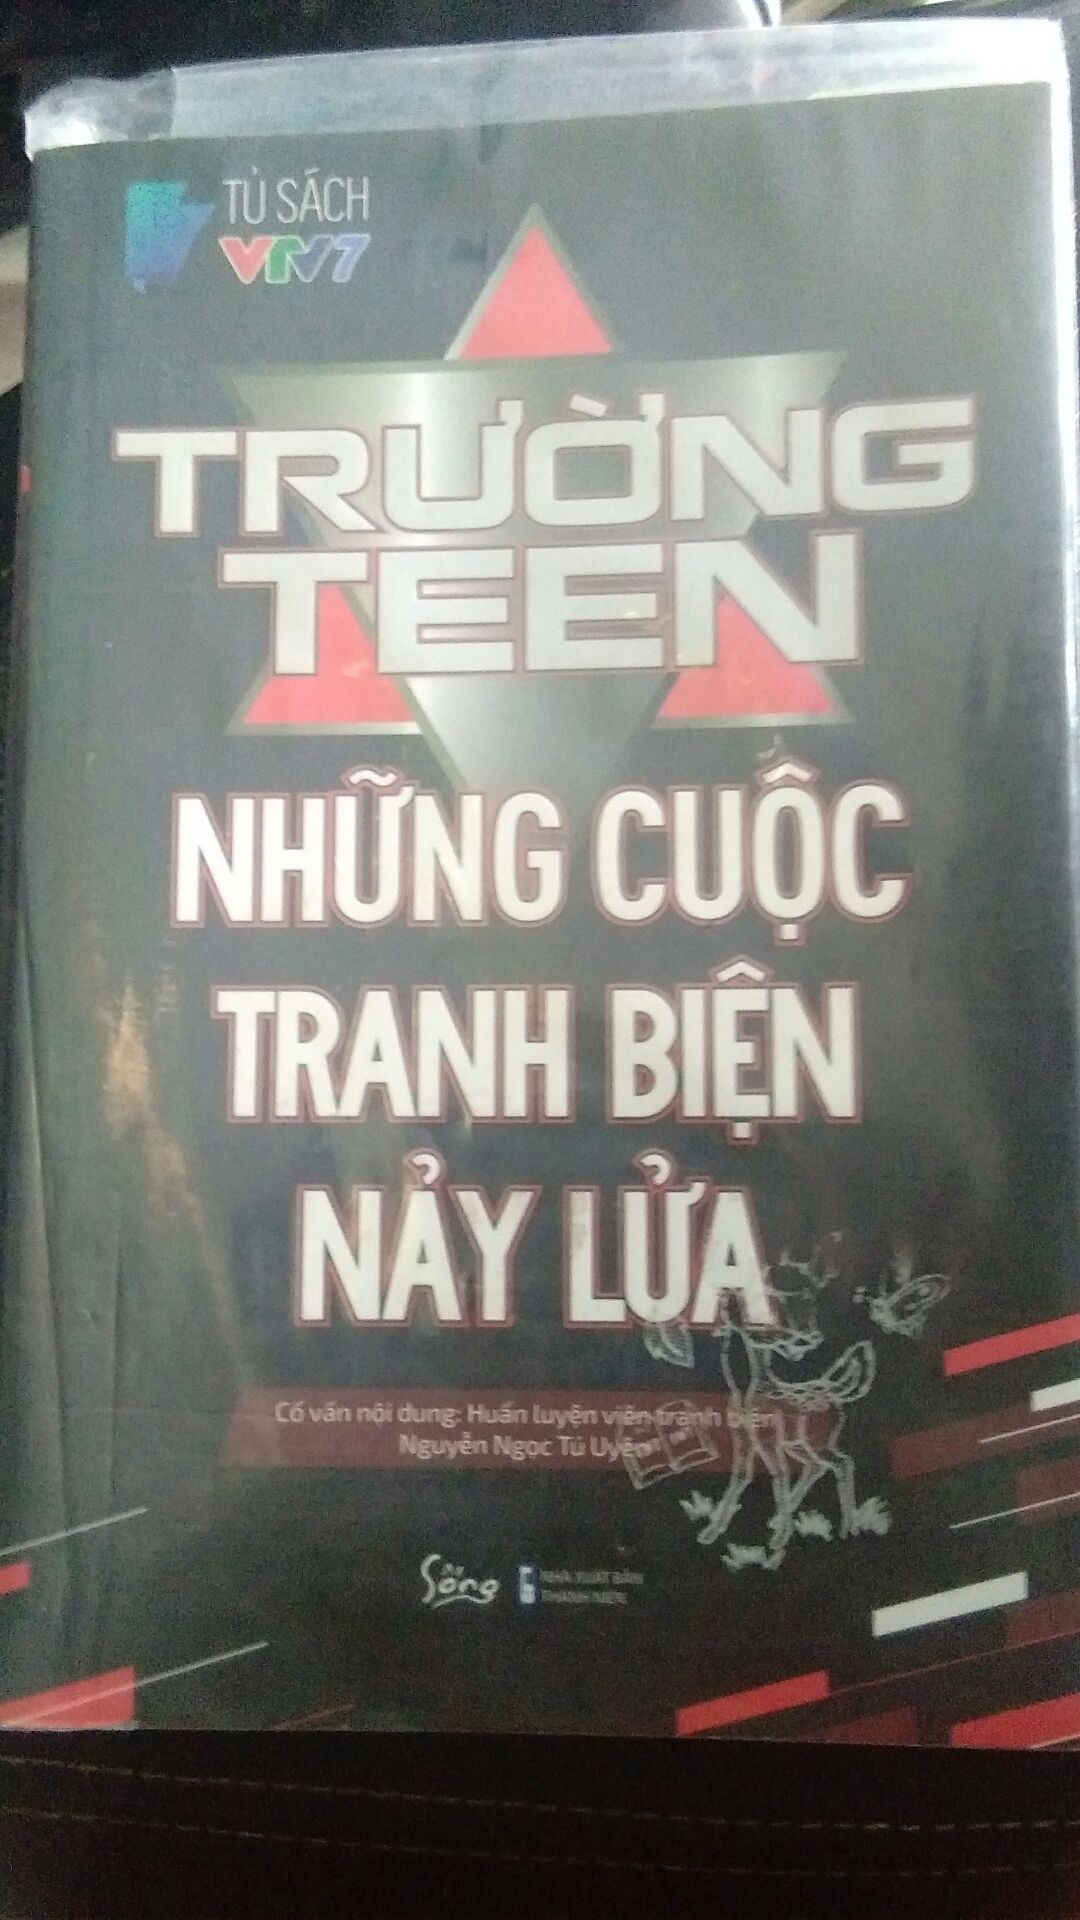 TỦ SÁCH
VTV7
TRƯỜNG
TEEN
NHỮNG CUỘC
TRANH BIỆN
NẢY LỬA
Cố vấn nội dung: Huấn luyện viên tranh biện
Nguyễn Ngọc Tú Uyên
Sống
NHÀ XUẤT BẢN
THANH NIÊN